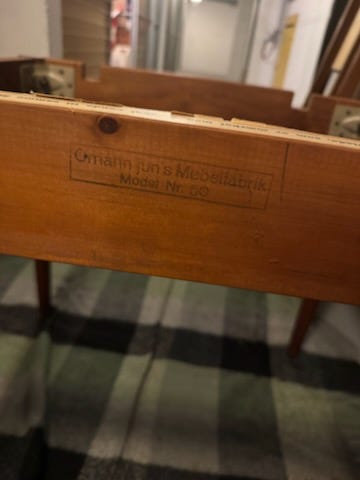 Omann jun's Møbelfabrik
Model Nr. 50